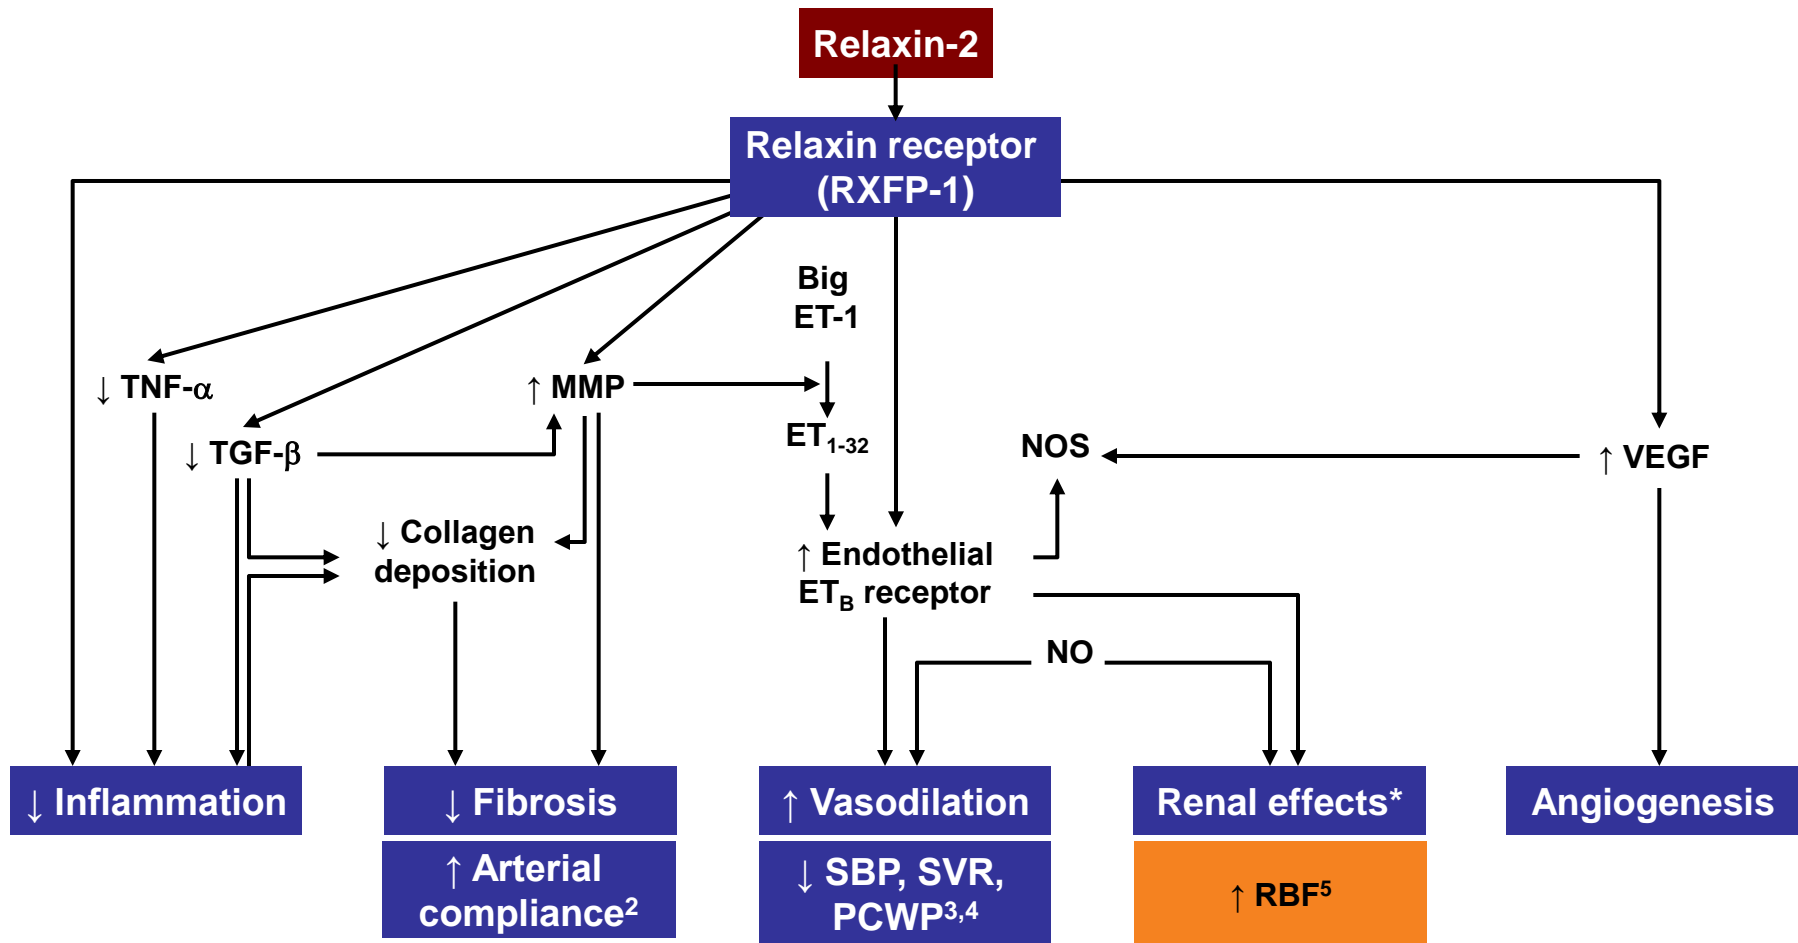 Relaxin-2
Relaxin receptor
(RXFP-1)
Big
ET-1
↓ TNF-α
↑ MMP
ET1-32
↓ TGF-β
NOS
↑ VEGF
↓ Collagen
deposition
↑ Endothelial
ETB receptor
NO
↓ Inflammation
↓ Fibrosis
↑ Vasodilation
Renal effects*
Angiogenesis
↑ Arterial
compliance2
↓ SBP, SVR,
PCWP3,4
↑ RBF5